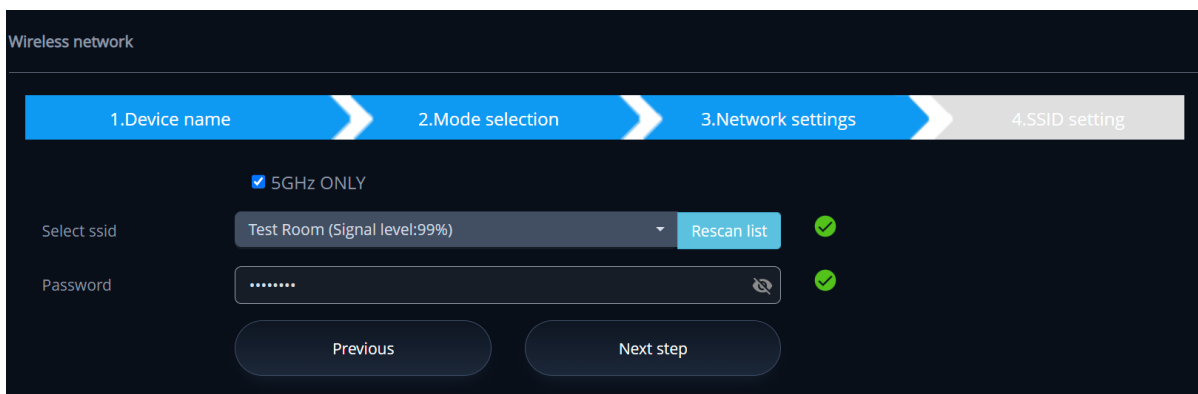 Wireless network
1.Device name 2.Mode selection 3.Network settings 4.SSID setting
5GHz ONLY
Select ssid Test Room (Signal level:99%) Rescan list
Password ••••••••
Previous Next step